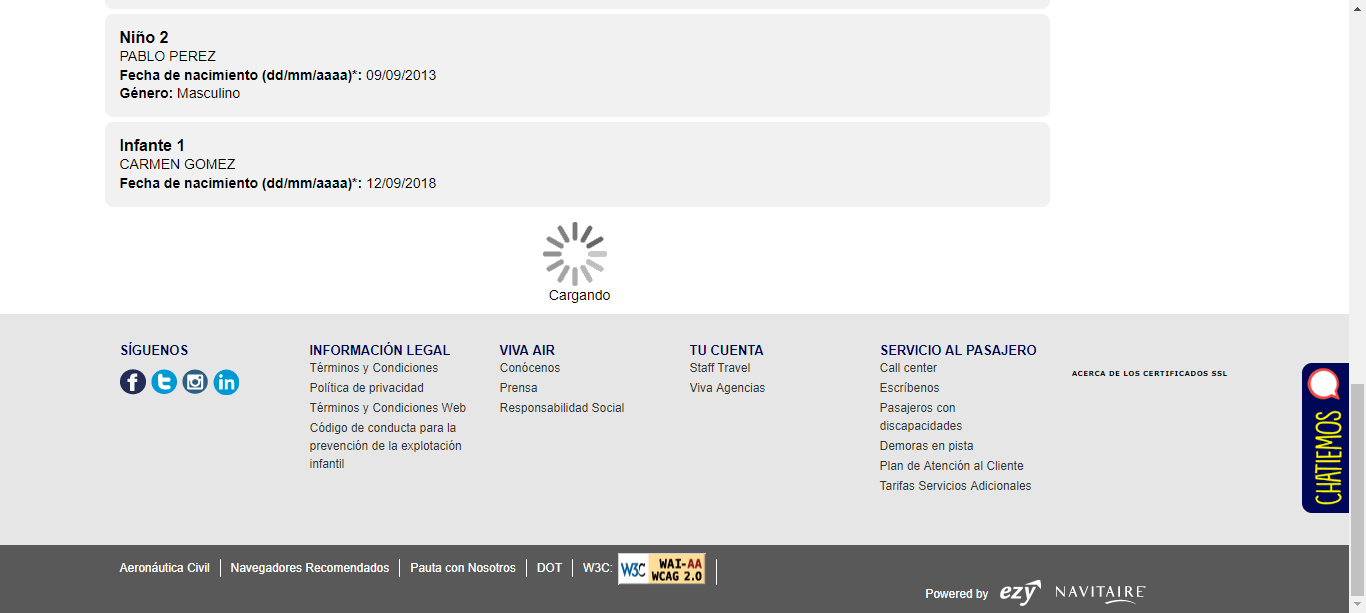 Niño 2
PABLO PEREZ
Fecha de nacimiento (dd/mm/aaaa)*: 09/09/2013
Género: Masculino
Infante 1
CARMEN GOMEZ
Fecha de nacimiento (dd/mm/aaaa)*: 12/09/2018
Cargando
SÍGUENOS
INFORMACIÓN LEGAL
Términos y Condiciones
Política de privacidad
Términos y Condiciones Web
Código de conducta para la
prevención de la explotación
infantil
VIVA AIR
Conócenos
Prensa
Responsabilidad Social
TU CUENTA
Staff Travel
Viva Agencias
SERVICIO AL PASAJERO
Call center
Escríbenos
Pasajeros con
discapacidades
Demoras en pista
Plan de Atención al Cliente
Tarifas Servicios Adicionales
ACERCA DE LOS CERTIFICADOS SSL
CHATIEMOS
Aeronáutica Civil
Navegadores Recomendados
Pauta con Nosotros
DOT
W3C:
W3C WAI-AA
WCAG 2.0
Powered by ezy NAVITAIRE